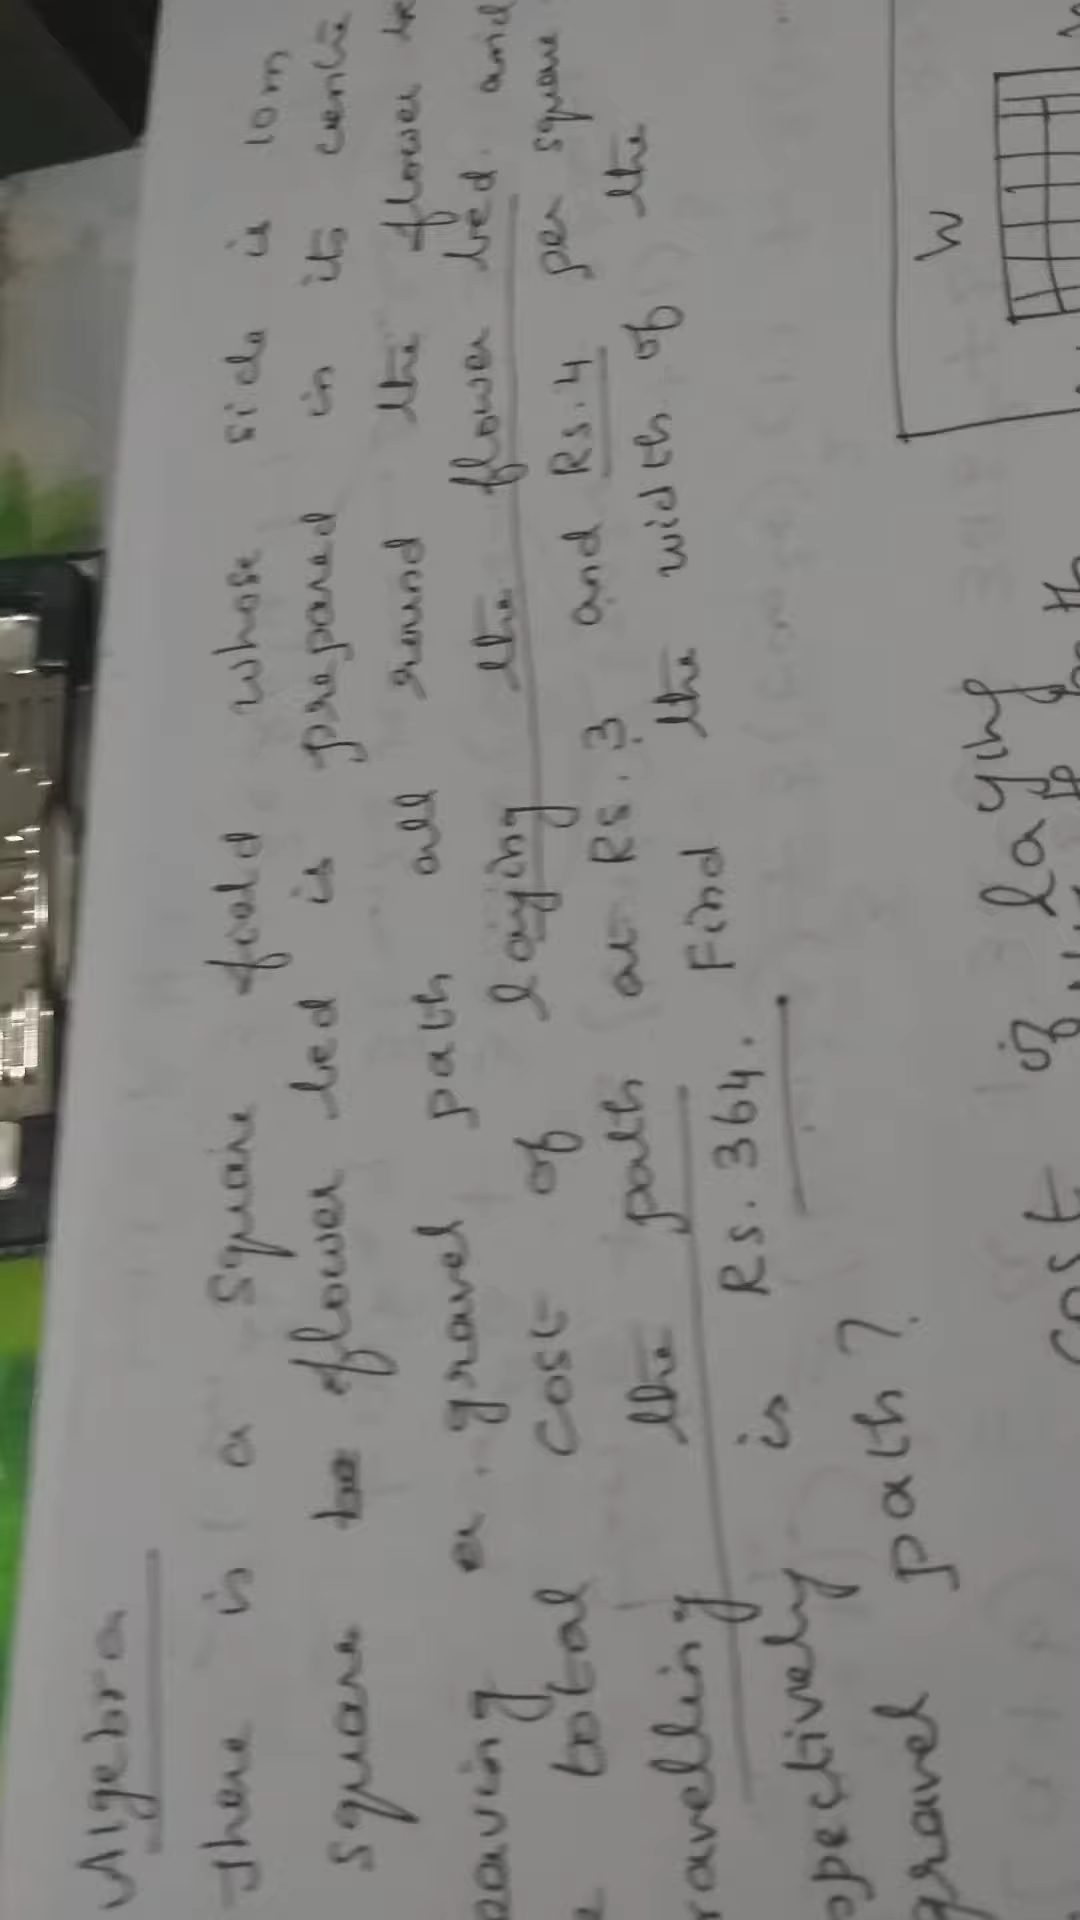 Algebra
There is a square field whose side is 10m
square flower bed is prepared in its centre
a gravel path all round the flower
total cost of laying the flower bed and
the path at Rs. 3 and Rs. 4 per square
is Rs. 364. Find the width of the
gravel path ?
W
cost of laying